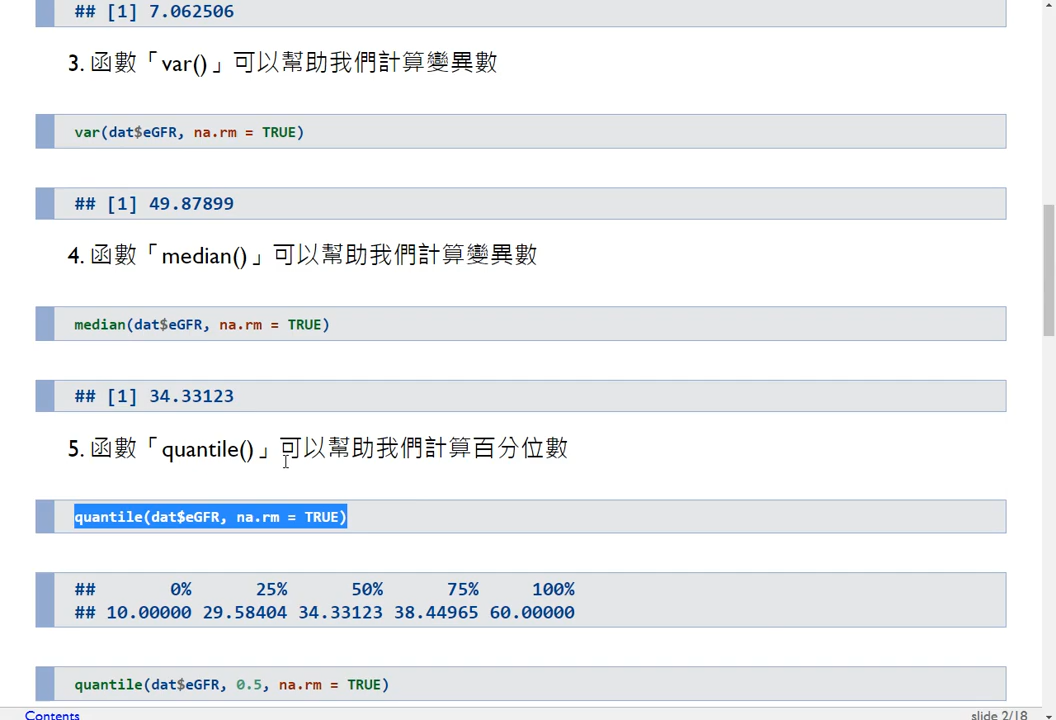 ## [1] 7.062506
3. 函數「var()」可以幫助我們計算變異數
var(dat$eGFR, na.rm = TRUE)
## [1] 49.87899
4. 函數「median()」可以幫助我們計算變異數
median(dat$eGFR, na.rm = TRUE)
## [1] 34.33123
5. 函數「quantile()」可以幫助我們計算百分位數
quantile(dat$eGFR, na.rm = TRUE)
## 0% 25% 50% 75% 100%
## 10.00000 29.58404 34.33123 38.44965 60.00000
quantile(dat$eGFR, 0.5, na.rm = TRUE)
Contents slide 2/18